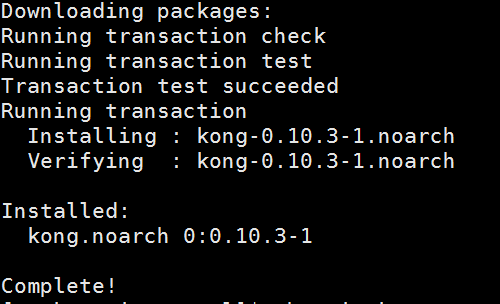 Downloading packages:
Running transaction check
Running transaction test
Transaction test succeeded
Running transaction
  Installing : kong-0.10.3-1.noarch
  Verifying  : kong-0.10.3-1.noarch
Installed:
  kong.noarch 0:0.10.3-1
Complete!